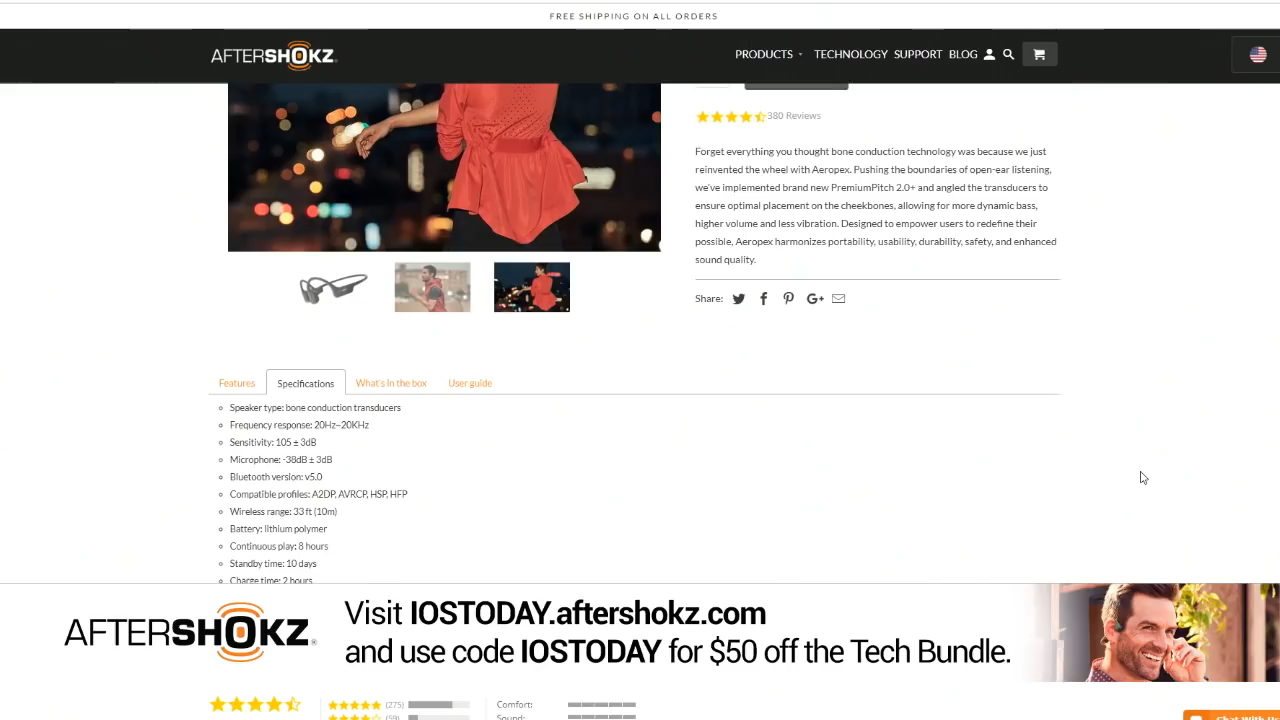 FREE SHIPPING ON ALL ORDERS
AFTERSHOKZ
PRODUCTS TECHNOLOGY SUPPORT BLOG
380 Reviews
Forget everything you thought bone conduction technology was because we just
reinvented the wheel with Aeropex. Pushing the boundaries of open-ear listening,
we've implemented brand new PremiumPitch 2.0+ and angled the transducers to
ensure optimal placement on the cheekbones, allowing for more dynamic bass,
higher volume and less vibration. Designed to empower users to redefine their
possible, Aeropex harmonizes portability, usability, durability, safety, and enhanced
sound quality.
Share:
Features Specifications What's in the box User guide
Speaker type: bone conduction transducers
Frequency response: 20Hz~20KHz
Sensitivity: 105 ± 3dB
Microphone: -38dB ± 3dB
Bluetooth version: v5.0
Compatible profiles: A2DP, AVRCP, HSP, HFP
Wireless range: 33 ft (10m)
Battery: lithium polymer
Continuous play: 8 hours
Standby time: 10 days
Charge time: 2 hours
AFTERSHOKZ®
Visit IOSTODAY.aftershokz.com
and use code IOSTODAY for $50 off the Tech Bundle.
(275) Comfort:
(59) Sound:
Chat With